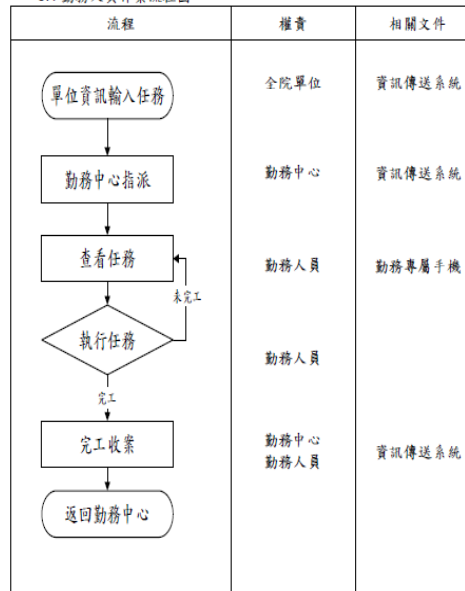 流程 權責 相關文件
單位資訊輸入任務 全院單位 資訊傳送系統
勤務中心指派 勤務中心 資訊傳送系統
查看任務 勤務人員 勤務專屬手機
未完工
執行任務 勤務人員
完工
完工收案 勤務中心 資訊傳送系統
勤務人員
返回勤務中心